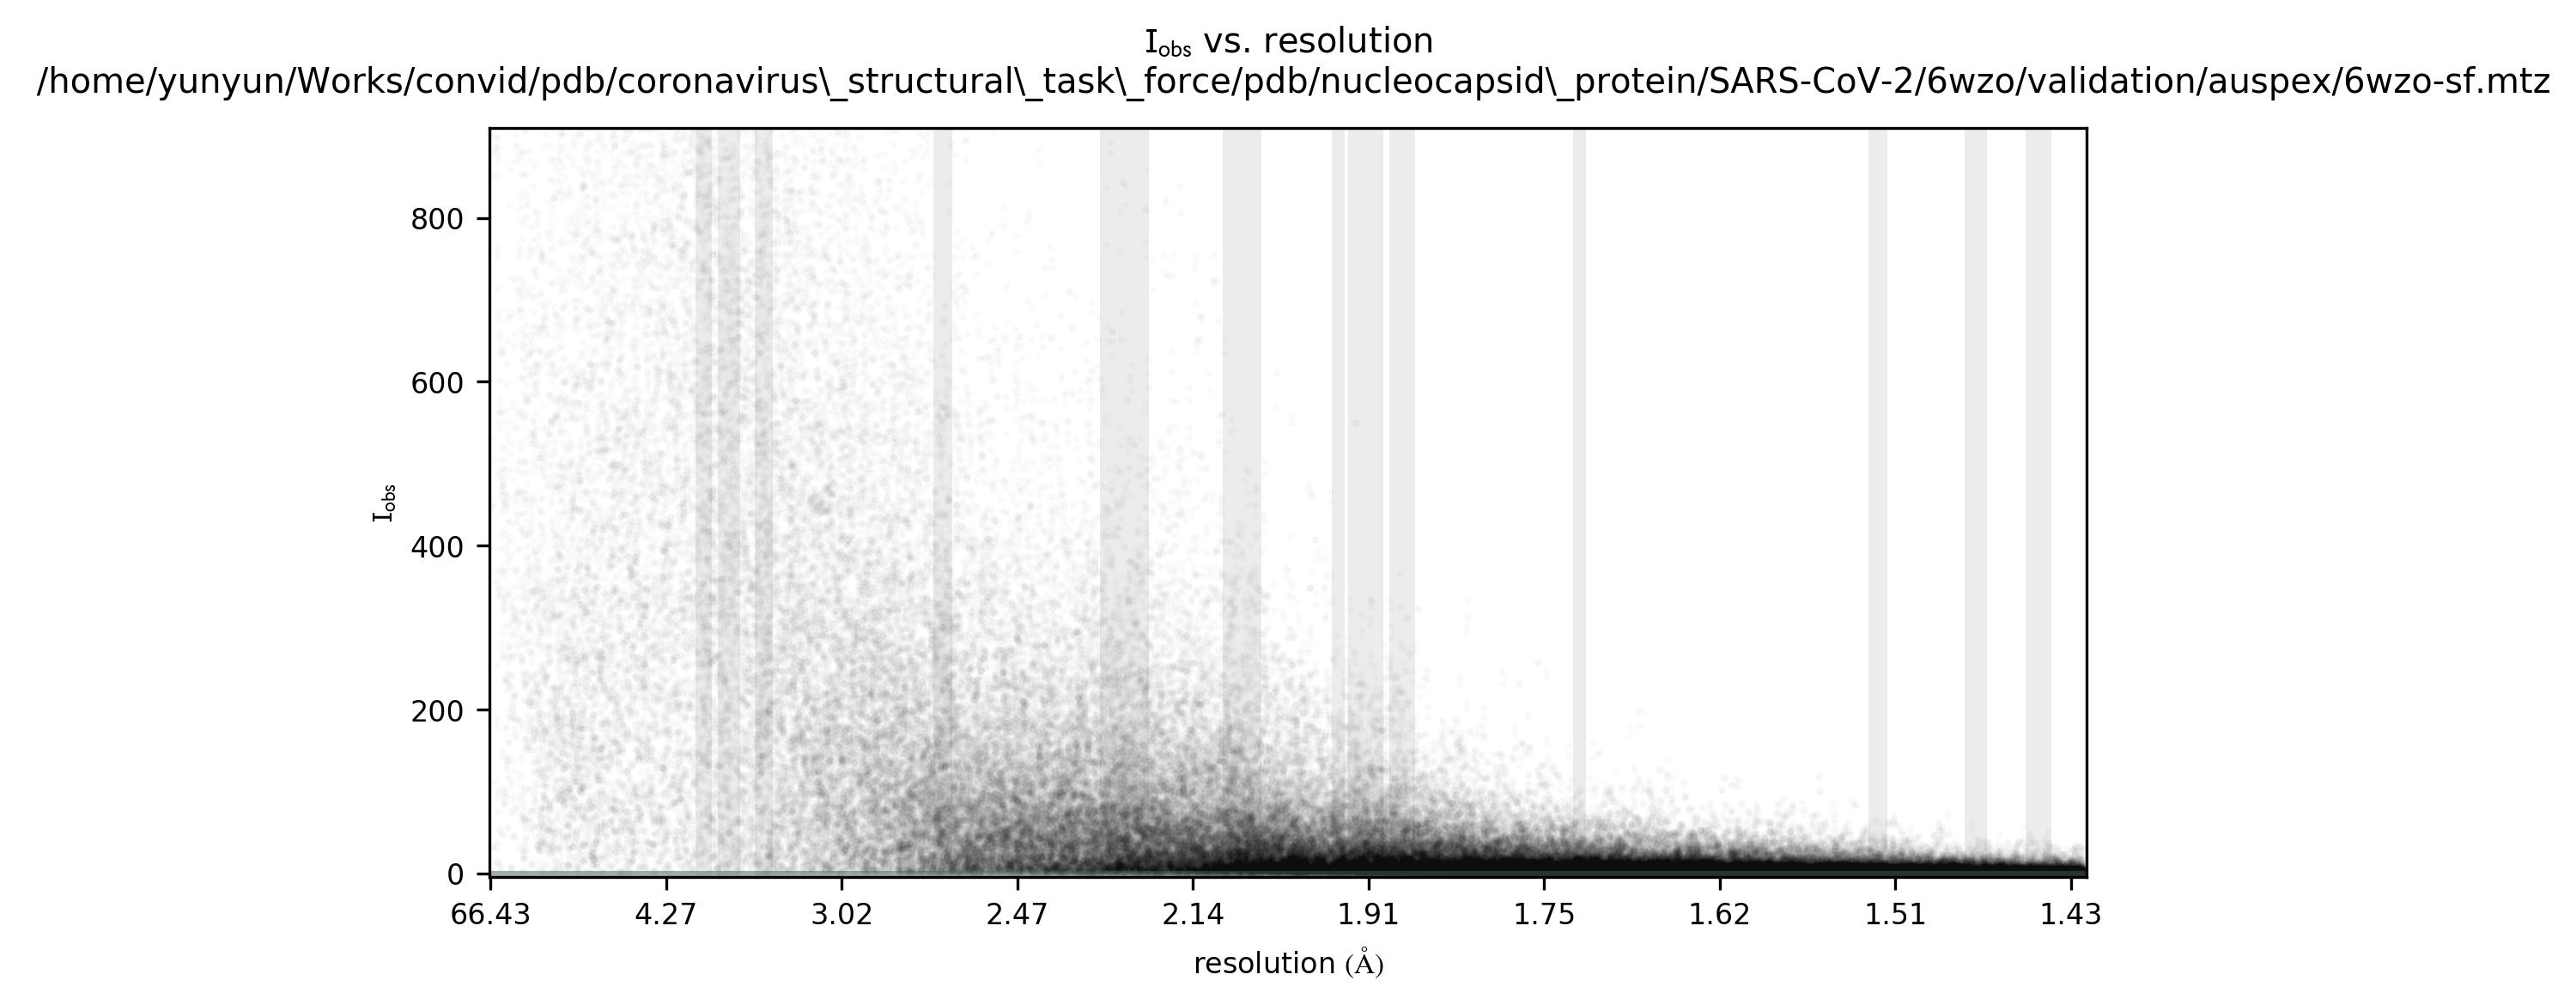 Iobs vs. resolution
/home/yunyun/Works/convid/pdb/coronavirus\_structural\_task\_force/pdb/nucleocapsid\_protein/SARS-CoV-2/6wzo/validation/auspex/6wzo-sf.mtz
800
600
400
200
0
Iobs
66.43 4.27 3.02 2.47 2.14 1.91 1.75 1.62 1.51 1.43
resolution (Å)